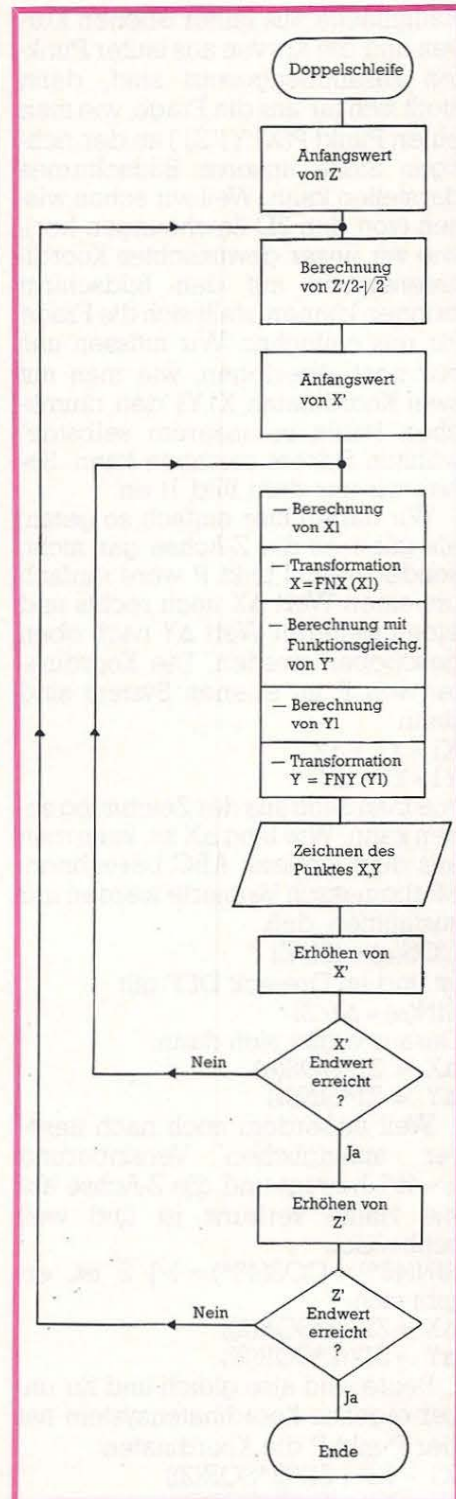 Doppelschleife
Anfangswert
von Z'
Berechnung
von Z'/2·√2
Anfangswert
von X'
— Berechnung
von X1
— Transformation
X=FNX (X1)
— Berechnung mit
Funktionsgleichg.
von Y'
— Berechnung
von Y1
— Transformation
Y = FNY (Y1)
Zeichnen des
Punktes X,Y
Erhöhen von
X'
X'
Nein
Endwert
erreicht
?
Ja
Erhöhen von
Z'
Z'
Nein
Endwert
erreicht
?
Ja
Ende